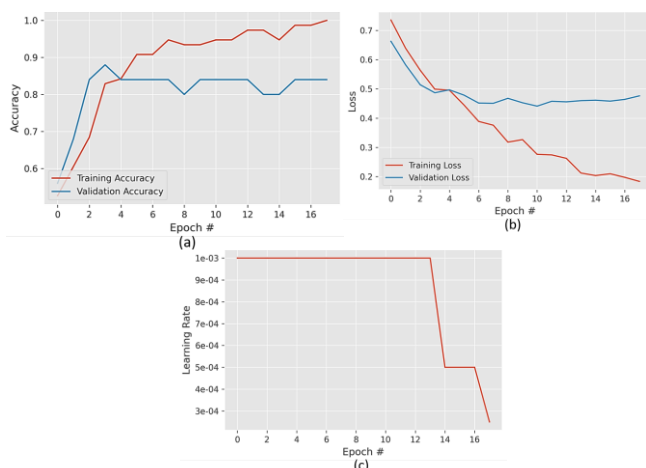 1.0
0.9
0.8
0.7
0.6
Accuracy
Training Accuracy
Validation Accuracy
0 2 4 6 8 10 12 14 16
Epoch #
(a)
0.7
0.6
0.5
0.4
0.3
0.2
Loss
Training Loss
Validation Loss
0 2 4 6 8 10 12 14 16
Epoch #
(b)
1e-03
9e-04
8e-04
7e-04
6e-04
5e-04
4e-04
3e-04
Learning Rate
0 2 4 6 8 10 12 14 16
Epoch #
(c)